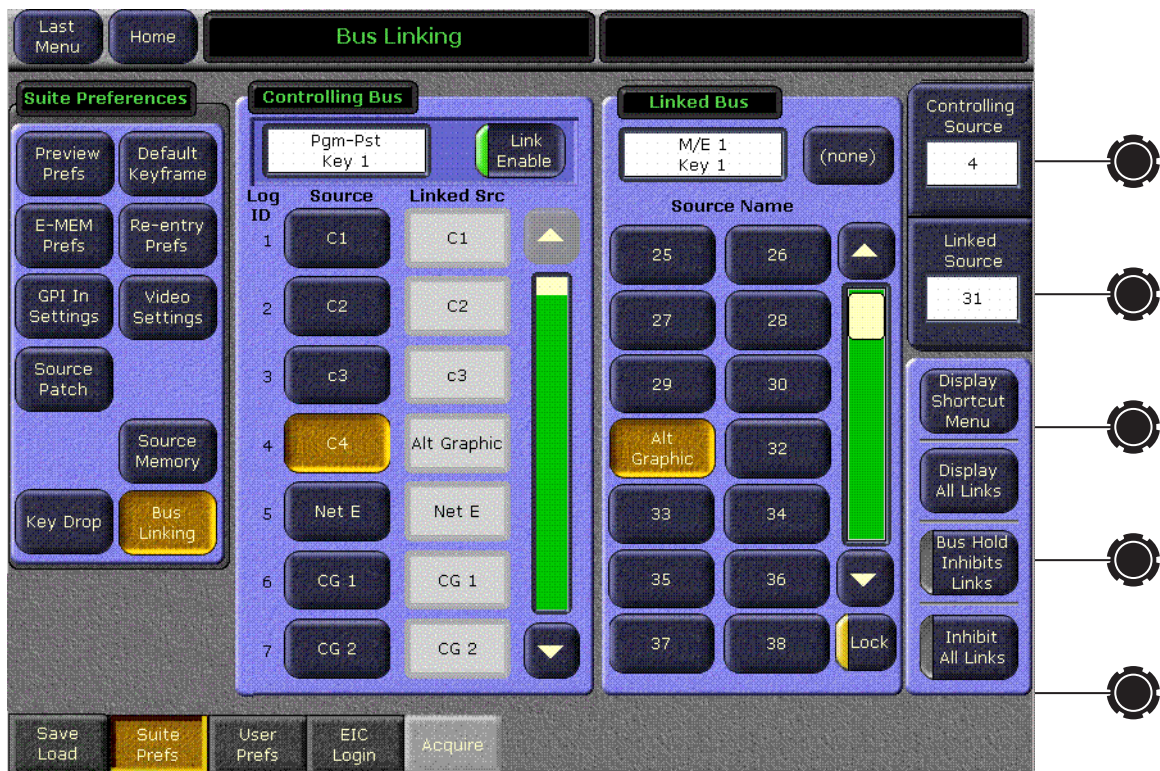 Last
Menu
Home
Bus Linking
Suite Preferences
Preview
Prefs
Default
Keyframe
E-MEM
Prefs
Re-entry
Prefs
GPI In
Settings
Video
Settings
Source
Patch
Source
Memory
Key Drop
Bus
Linking
Controlling Bus
Pgm-Pst
Key 1
Link
Enable
Log
ID
Source
Linked Src
1
C1
C1
2
C2
C2
3
c3
c3
4
C4
Alt Graphic
5
Net E
Net E
6
CG 1
CG 1
7
CG 2
CG 2
Linked Bus
M/E 1
Key 1
(none)
Source Name
25
26
27
28
29
30
Alt
Graphic
32
33
34
35
36
37
38
Lock
Controlling
Source
4
Linked
Source
31
Display
Shortcut
Menu
Display
All Links
Bus Hold
Inhibits
Links
Inhibit
All Links
Save
Load
Suite
Prefs
User
Prefs
EIC
Login
Acquire